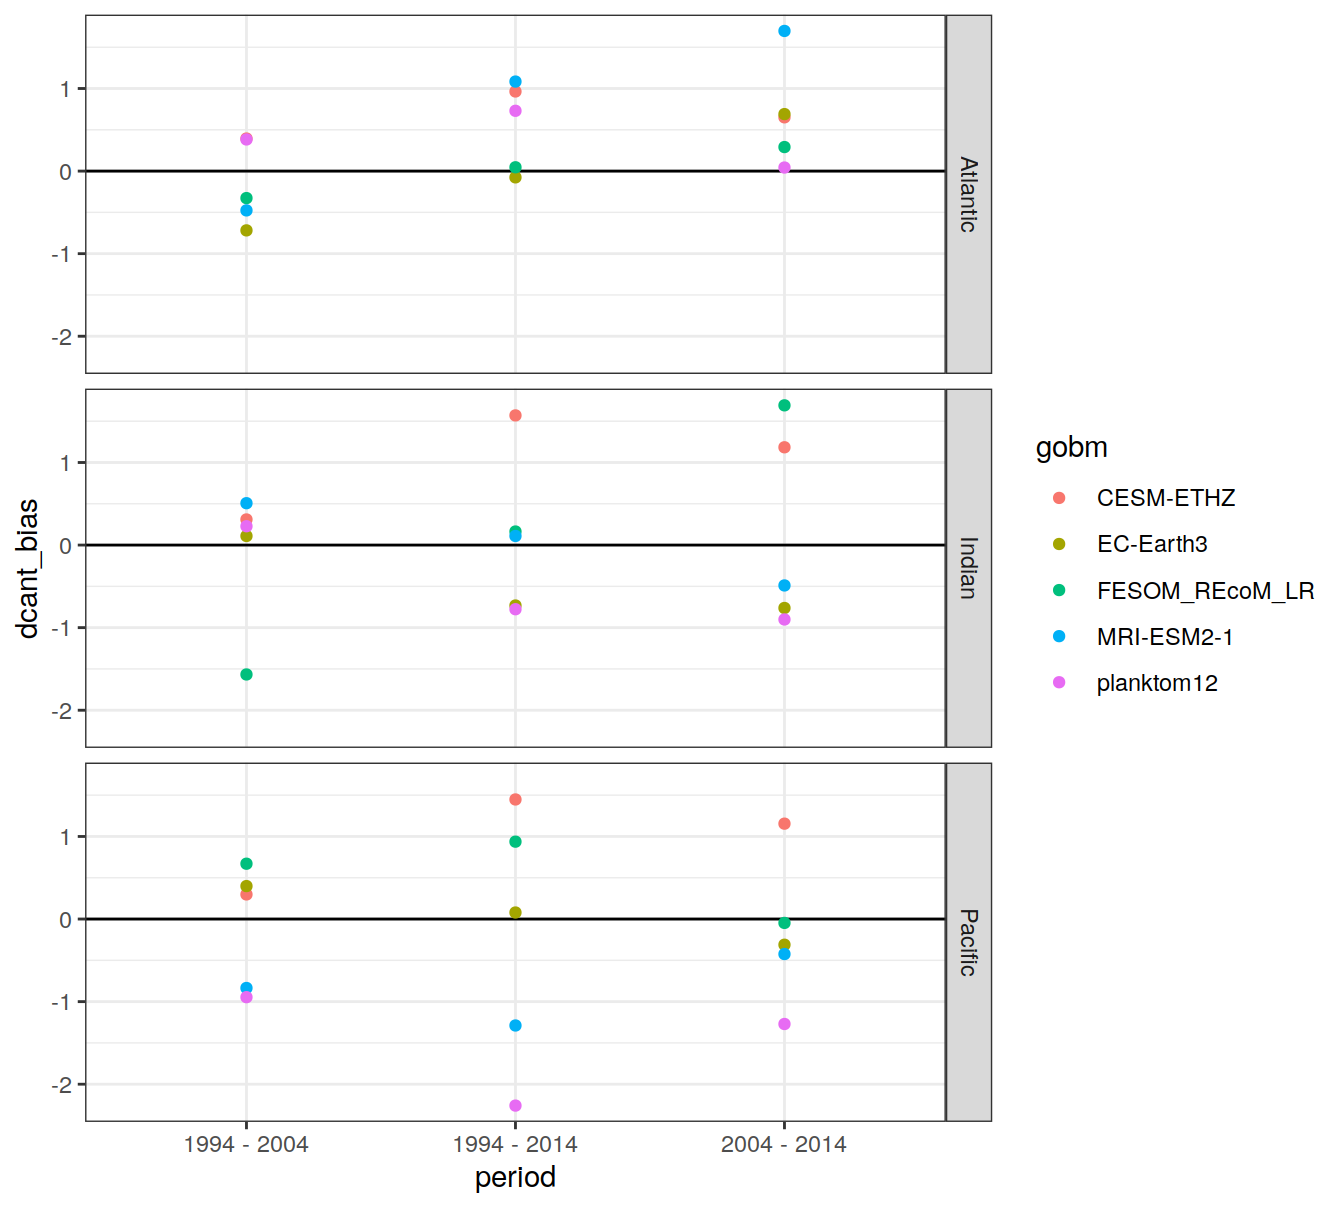 1
0
-1
-2
Atlantic
1
0
-1
-2
Indian
1
0
-1
-2
Pacific
dcant_bias
1994 - 2004
1994 - 2014
2004 - 2014
period
gobm
CESM-ETHZ
EC-Earth3
FESOM_REcoM_LR
MRI-ESM2-1
planktom12